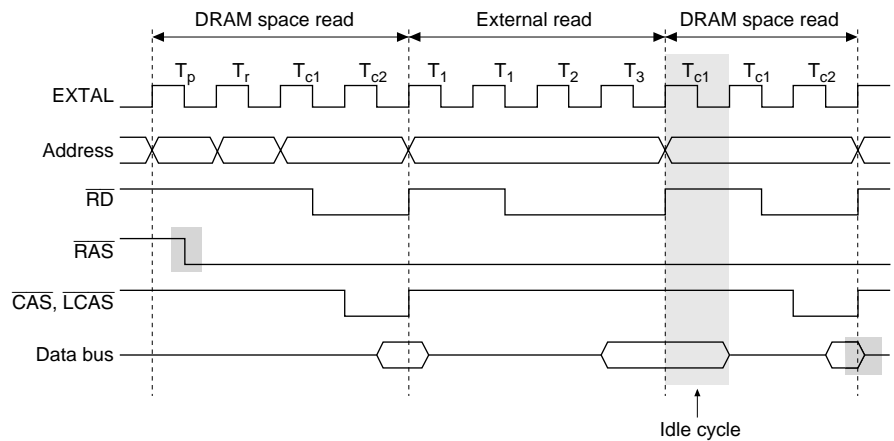 DRAM space read External read DRAM space read
Tp Tr Tc1 Tc2 T1 T1 T2 T3 Tc1 Tc1 Tc2
EXTAL
Address
RD
RAS
CAS, LCAS
Data bus
Idle cycle